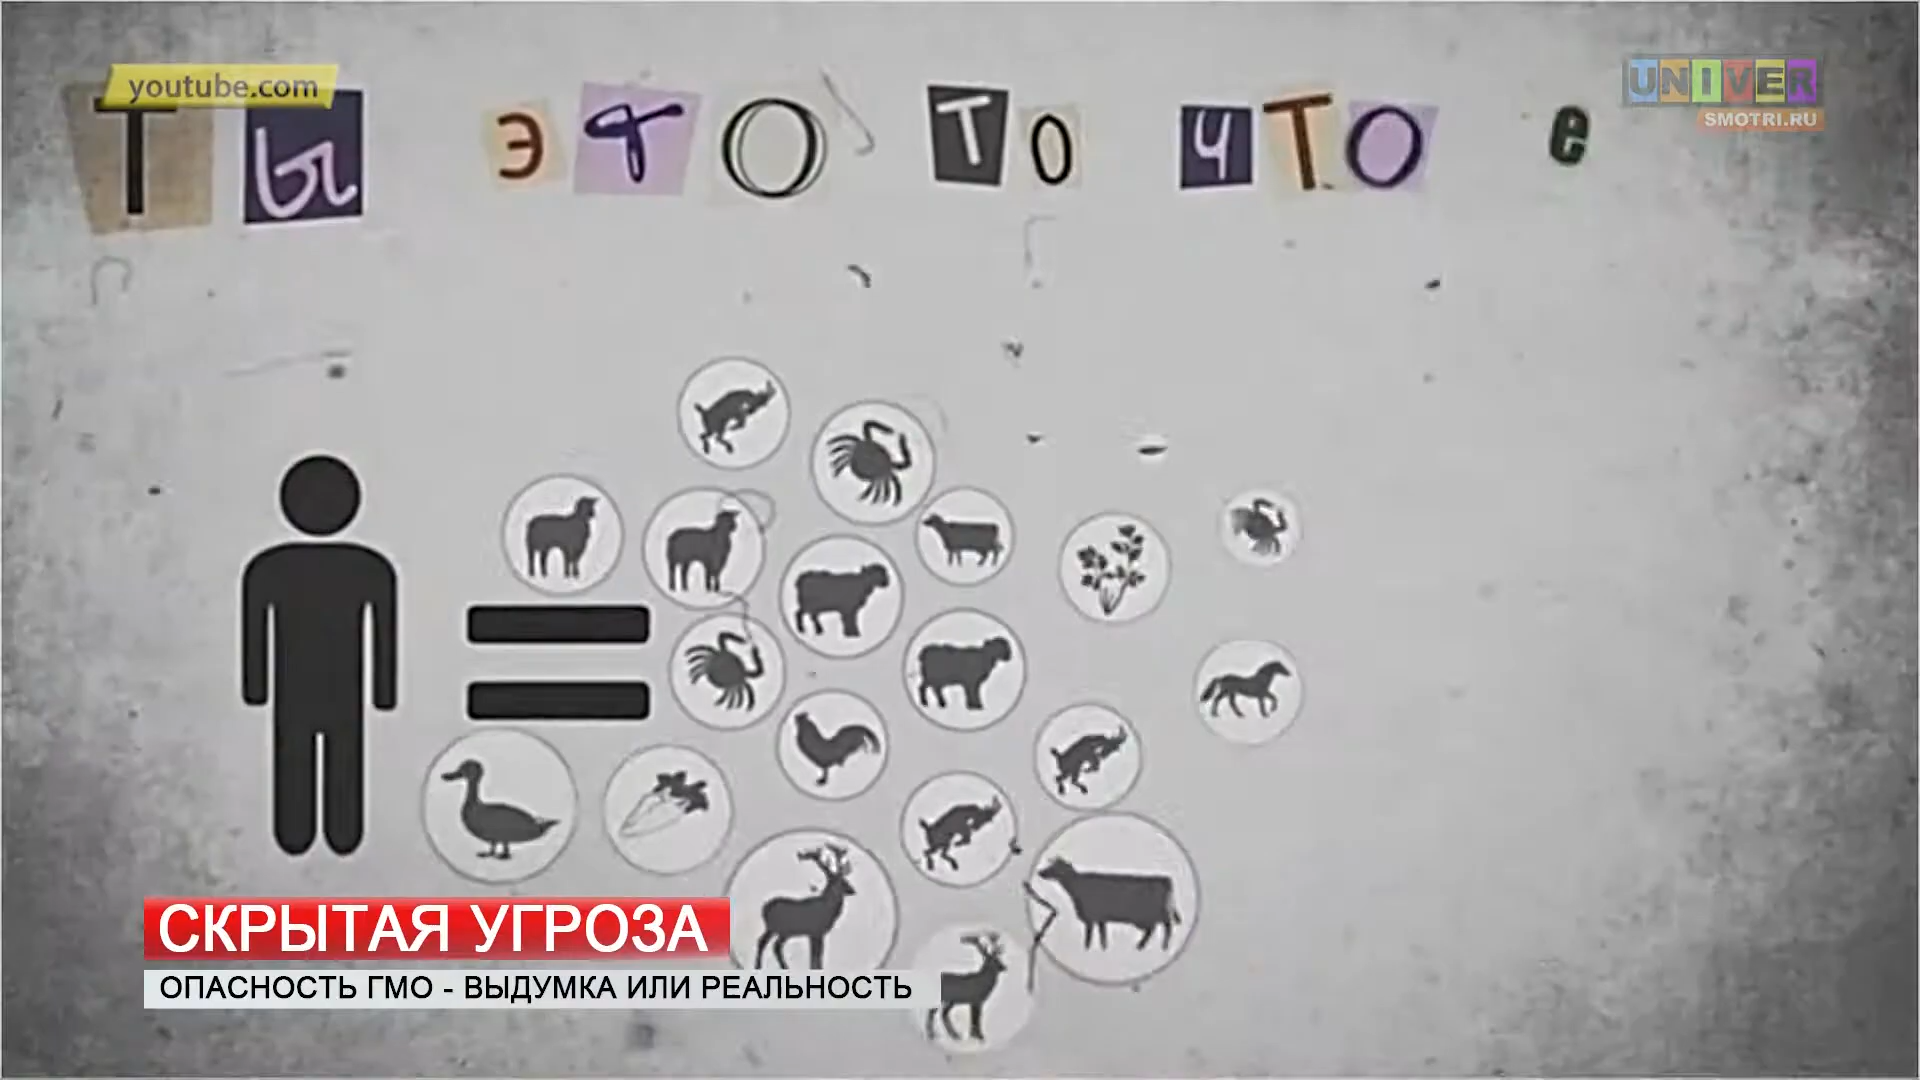 youtube.com
UNIVER
SMOTRI.RU
Ты это то что е
СКРЫТАЯ УГРОЗА
ОПАСНОСТЬ ГМО - ВЫДУМКА ИЛИ РЕАЛЬНОСТЬ